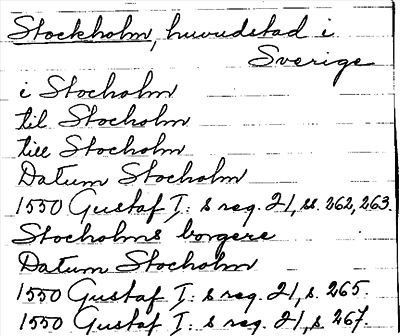 Stockholm, huvudstad i
Sverige
i Stocholm
til Stocholm
till Stocholm
Datum Stocholm
1550 Gustaf I: s reg. 21, ss. 262, 263.
Stocholms borgere
Datum Stocholm
1550 Gustaf I: s reg. 21, s. 265.
1550 Gustaf I: s reg. 21, s. 267.